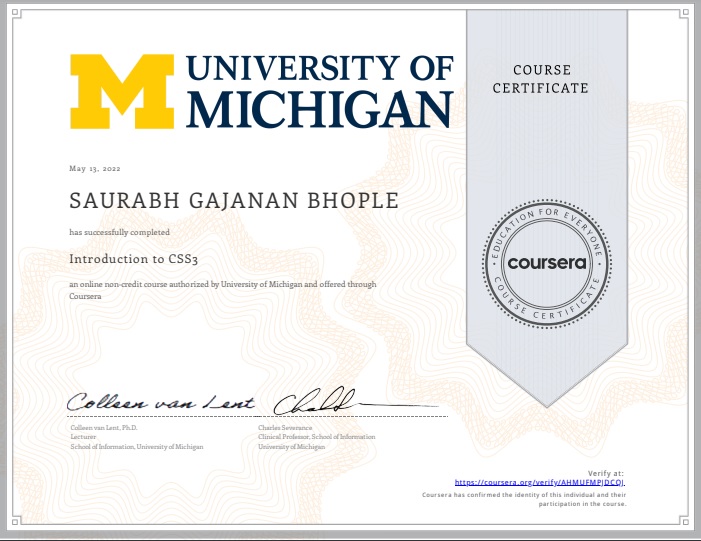 UNIVERSITY OF
MICHIGAN
COURSE
CERTIFICATE
May 13, 2022
SAURABH GAJANAN BHOPLE
has successfully completed
Introduction to CSS3
an online non-credit course authorized by University of Michigan and offered through
Coursera
EDUCATION FOR EVERYONE
coursera
COURSE CERTIFICATE
Colleen van Lent
Colleen van Lent, Ph.D.
Lecturer
School of Information, University of Michigan
Charles Severance
Clinical Professor, School of Information
University of Michigan
Verify at:
https://coursera.org/verify/AHMUFMPJDCQJ
Coursera has confirmed the identity of this individual and their
participation in the course.